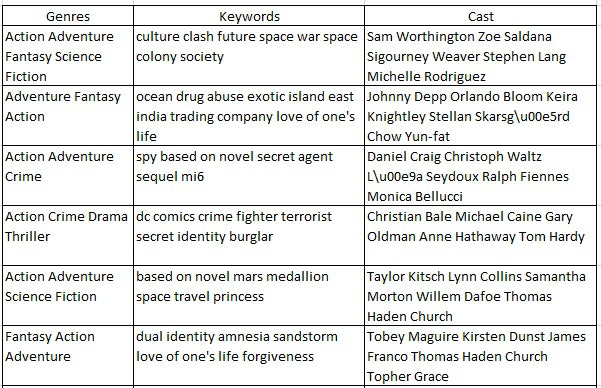 Genres Keywords Cast
Action Adventure
Fantasy Science
Fiction
culture clash future space war space
colony society
Sam Worthington Zoe Saldana
Sigourney Weaver Stephen Lang
Michelle Rodriguez
Adventure Fantasy
Action
ocean drug abuse exotic island east
india trading company love of one's
life
Johnny Depp Orlando Bloom Keira
Knightley Stellan Skarsg\u00e5rd
Chow Yun-fat
Action Adventure
Crime
spy based on novel secret agent
sequel mi6
Daniel Craig Christoph Waltz
L\u00e9a Seydoux Ralph Fiennes
Monica Bellucci
Action Crime Drama
Thriller
dc comics crime fighter terrorist
secret identity burglar
Christian Bale Michael Caine Gary
Oldman Anne Hathaway Tom Hardy
Action Adventure
Science Fiction
based on novel mars medallion
space travel princess
Taylor Kitsch Lynn Collins Samantha
Morton Willem Dafoe Thomas
Haden Church
Fantasy Action
Adventure
dual identity amnesia sandstorm
love of one's life forgiveness
Tobey Maguire Kirsten Dunst James
Franco Thomas Haden Church
Topher Grace